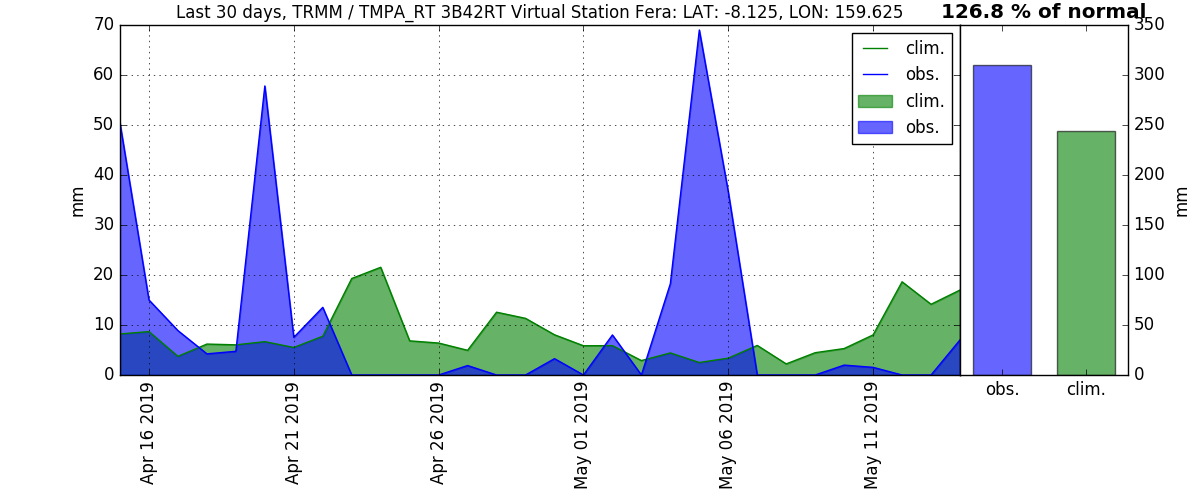 Last 30 days, TRMM / TMPA_RT 3B42RT Virtual Station Fera: LAT: -8.125, LON: 159.625
126.8 % of normal
70
60
50
40
30
20
10
0
mm
clim.
obs.
clim.
obs.
350
300
250
200
150
100
50
0
mm
Apr 16 2019
Apr 21 2019
Apr 26 2019
May 01 2019
May 06 2019
May 11 2019
obs.
clim.